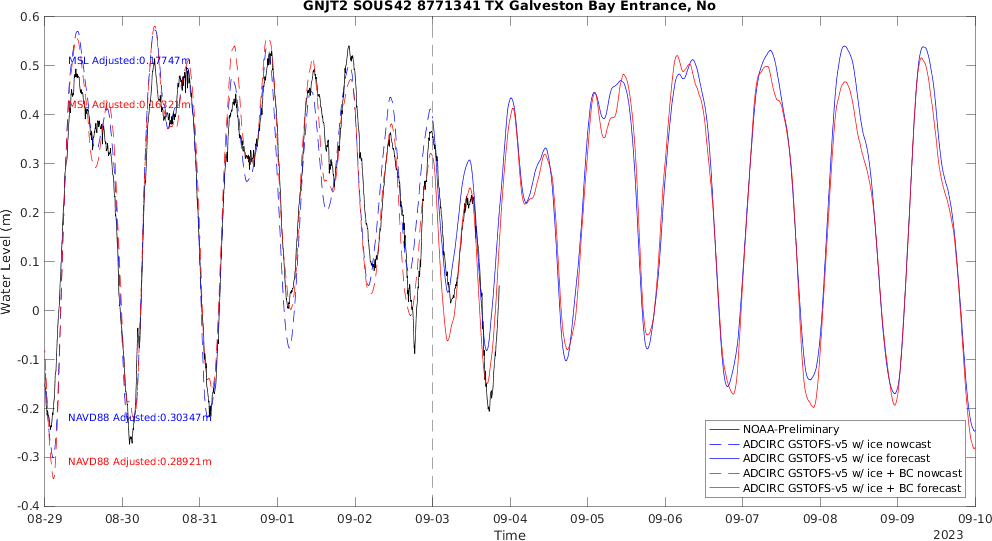 GNJT2 SOUS42 8771341 TX Galveston Bay Entrance, No
Water Level (m)
0.6
0.5
0.4
0.3
0.2
0.1
0
-0.1
-0.2
-0.3
-0.4
MSL Adjusted:0.17747m
MSL Adjusted:0.16321m
NAVD88 Adjusted:0.30347m
NAVD88 Adjusted:0.28921m
NOAA-Preliminary
ADCIRC GSTOFS-v5 w/ ice nowcast
ADCIRC GSTOFS-v5 w/ ice forecast
ADCIRC GSTOFS-v5 w/ ice + BC nowcast
ADCIRC GSTOFS-v5 w/ ice + BC forecast
08-29 08-30 08-31 09-01 09-02 09-03 09-04 09-05 09-06 09-07 09-08 09-09 09-10
Time
2023